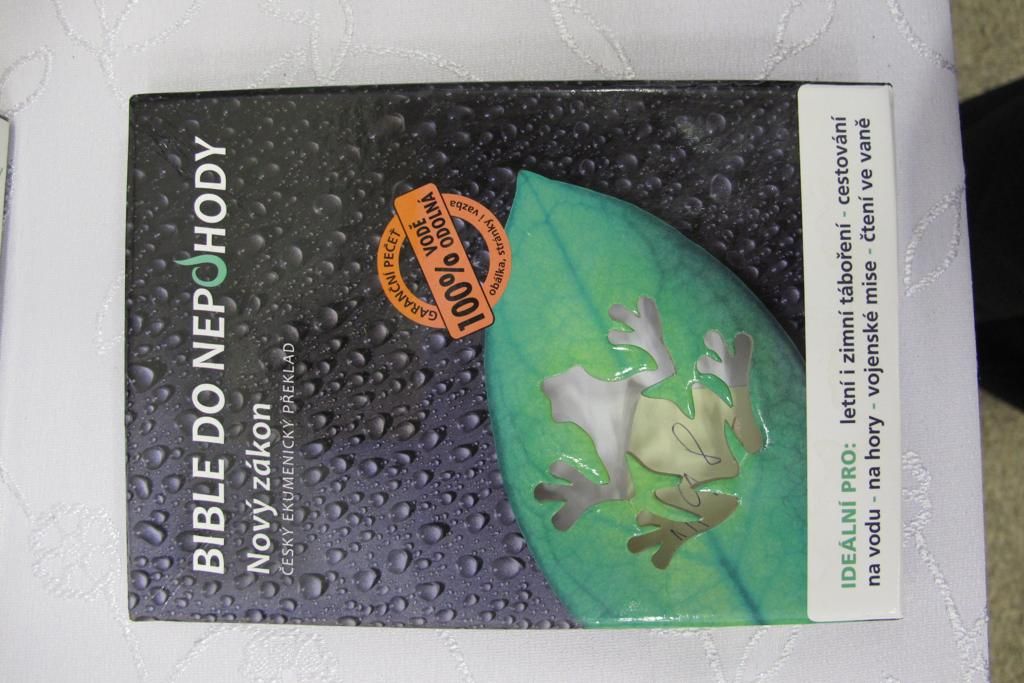 BIBLE DO NEPOHODY
Nový zákon
ČESKÝ EKUMENICKÝ PŘEKLAD
GARANČNÍ PEČEŤ
100% VODĚ ODOLNÁ
obálka, stránky i vazba
IDEÁLNÍ PRO: letní i zimní táboření - cestování
na vodu - na hory - vojenské mise - čtení ve vaně